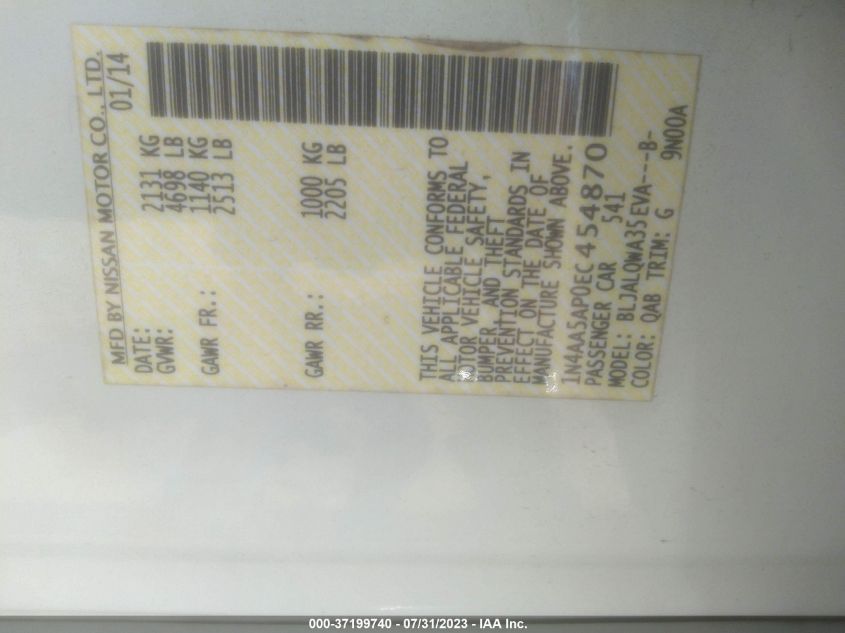 MFD BY NISSAN MOTOR CO., LTD.
DATE: 01/14
GVWR: 2131 KG
4698 LB
GAWR FR.: 1140 KG
2513 LB
GAWR RR.: 1000 KG
2205 LB
THIS VEHICLE CONFORMS TO
ALL APPLICABLE FEDERAL
MOTOR VEHICLE SAFETY,
BUMPER, AND THEFT
PREVENTION STANDARDS IN
EFFECT ON THE DATE OF
MANUFACTURE SHOWN ABOVE.
1N4AA5AP0EC454870
PASSENGER CAR 541
MODEL: BLJALQWA35EVA---B-
COLOR: QAB TRIM: G 9N00A
000-37199740 - 07/31/2023 - IAA Inc.